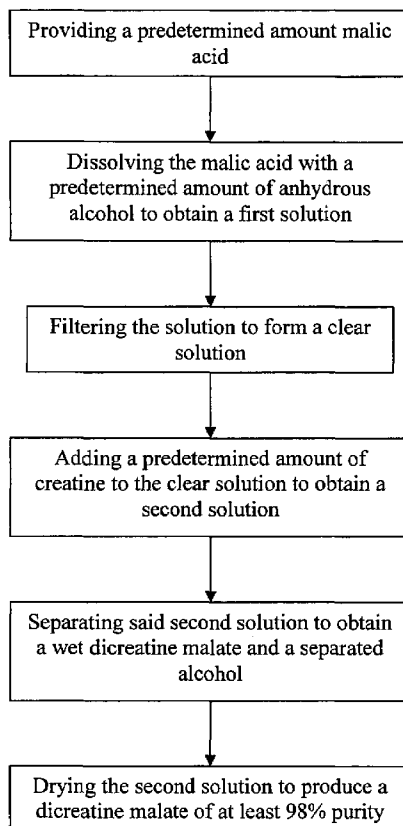 Providing a predetermined amount malic
acid
Dissolving the malic acid with a
predetermined amount of anhydrous
alcohol to obtain a first solution
Filtering the solution to form a clear
solution
Adding a predetermined amount of
creatine to the clear solution to obtain a
second solution
Separating said second solution to obtain
a wet dicreatine malate and a separated
alcohol
Drying the second solution to produce a
dicreatine malate of at least 98% purity